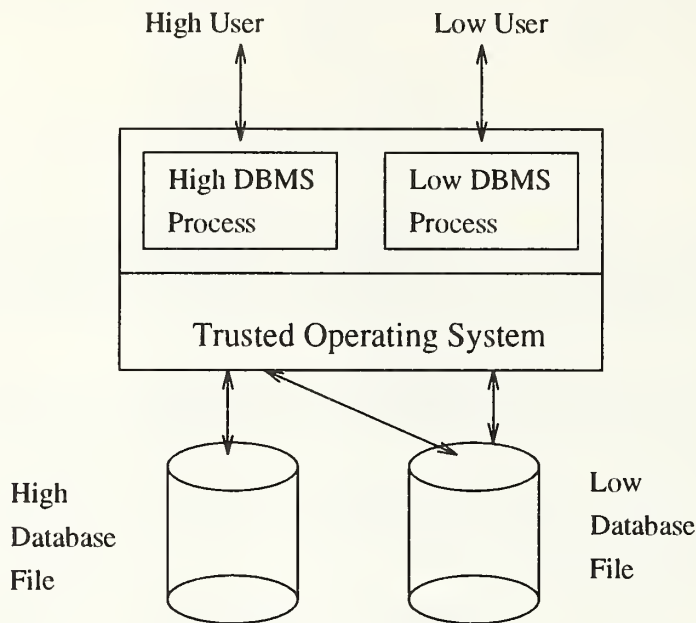 High User
Low User
High DBMS
Process
Low DBMS
Process
Trusted Operating System
High
Database
File
Low
Database
File